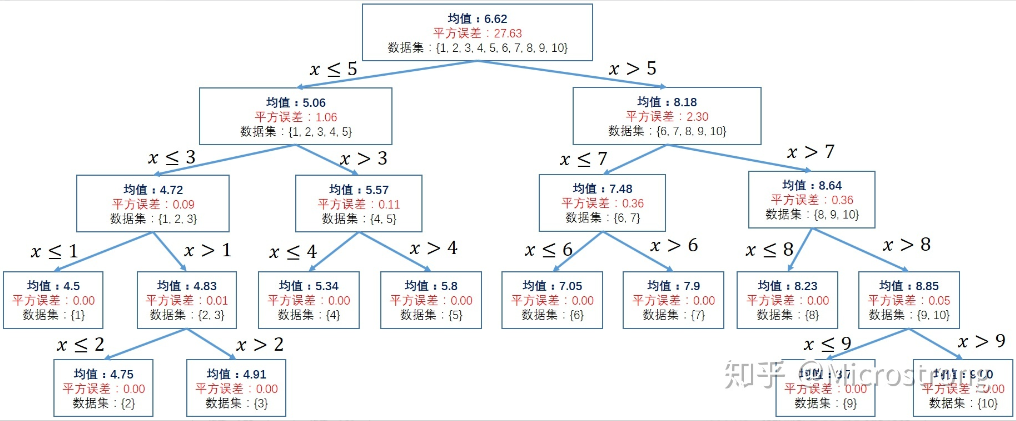 均值：6.62
平方误差：27.63
数据集：{1, 2, 3, 4, 5, 6, 7, 8, 9, 10}
x ≤ 5
x > 5
均值：5.06
平方误差：1.06
数据集：{1, 2, 3, 4, 5}
均值：8.18
平方误差：2.30
数据集：{6, 7, 8, 9, 10}
x ≤ 3
x > 3
x ≤ 7
x > 7
均值：4.72
平方误差：0.09
数据集：{1, 2, 3}
均值：5.57
平方误差：0.11
数据集：{4, 5}
均值：7.48
平方误差：0.36
数据集：{6, 7}
均值：8.64
平方误差：0.36
数据集：{8, 9, 10}
x ≤ 1
x > 1
x ≤ 4
x > 4
x ≤ 6
x > 6
x ≤ 8
x > 8
均值：4.5
平方误差：0.00
数据集：{1}
均值：4.83
平方误差：0.01
数据集：{2, 3}
均值：5.34
平方误差：0.00
数据集：{4}
均值：5.8
平方误差：0.00
数据集：{5}
均值：7.05
平方误差：0.00
数据集：{6}
均值：7.9
平方误差：0.00
数据集：{7}
均值：8.23
平方误差：0.00
数据集：{8}
均值：8.85
平方误差：0.05
数据集：{9, 10}
x ≤ 2
x > 2
x ≤ 9
x > 9
均值：4.75
平方误差：0.00
数据集：{2}
均值：4.91
平方误差：0.00
数据集：{3}
均值：
平方误差：0.00
数据集：{9}
均值：
平方误差：0.00
数据集：{10}
知乎 @Microstrong